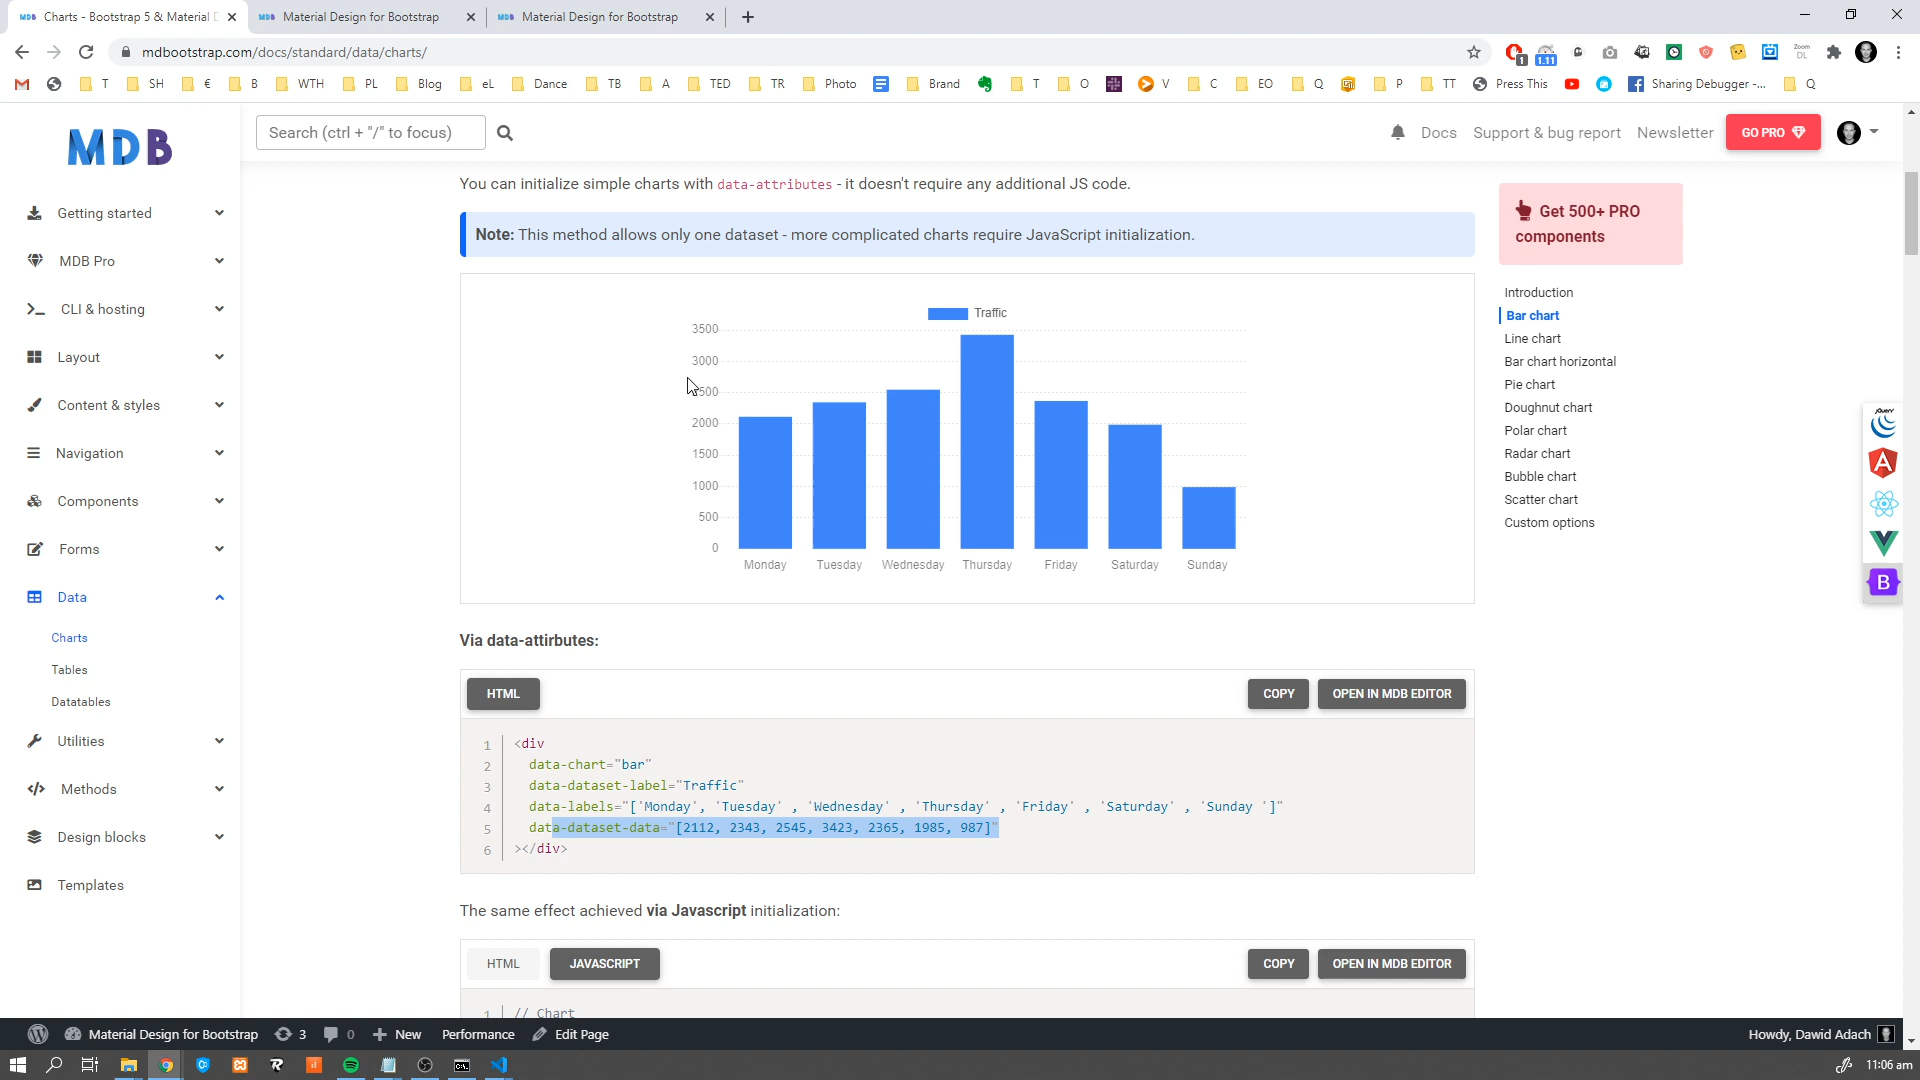 Charts - Bootstrap 5 & Material D
Material Design for Bootstrap
Material Design for Bootstrap
mdbootstrap.com/docs/standard/data/charts/
1
1.11
Zoom DL
T
SH
€
B
WTH
PL
Blog
eL
Dance
TB
A
TED
TR
Photo
Brand
T
O
V
C
EO
Q
P
TT
Press This
Sharing Debugger -...
Q
MDB
Search (ctrl + "/" to focus)
Docs
Support & bug report
Newsletter
GO PRO
Getting started
MDB Pro
CLI & hosting
Layout
Content & styles
Navigation
Components
Forms
Data
Charts
Tables
Datatables
Utilities
Methods
Design blocks
Templates
You can initialize simple charts with data-attributes - it doesn't require any additional JS code.
Note: This method allows only one dataset - more complicated charts require JavaScript initialization.
Traffic
3500
3000
500
2000
1500
1000
500
0
Monday
Tuesday
Wednesday
Thursday
Friday
Saturday
Sunday
Via data-attirbutes:
HTML
COPY
OPEN IN MDB EDITOR
1 <div
2 data-chart="bar"
3 data-dataset-label="Traffic"
4 data-labels="['Monday', 'Tuesday' , 'Wednesday' , 'Thursday' , 'Friday' , 'Saturday' , 'Sunday ']"
5 data-dataset-data="[2112, 2343, 2545, 3423, 2365, 1985, 987]"
6 ></div>
The same effect achieved via Javascript initialization:
HTML
JAVASCRIPT
COPY
OPEN IN MDB EDITOR
1 // Chart
Get 500+ PRO
components
Introduction
Bar chart
Line chart
Bar chart horizontal
Pie chart
Doughnut chart
Polar chart
Radar chart
Bubble chart
Scatter chart
Custom options
jQuery
A
B
Material Design for Bootstrap
3
0
New
Performance
Edit Page
Howdy, Dawid Adach
11:06 am